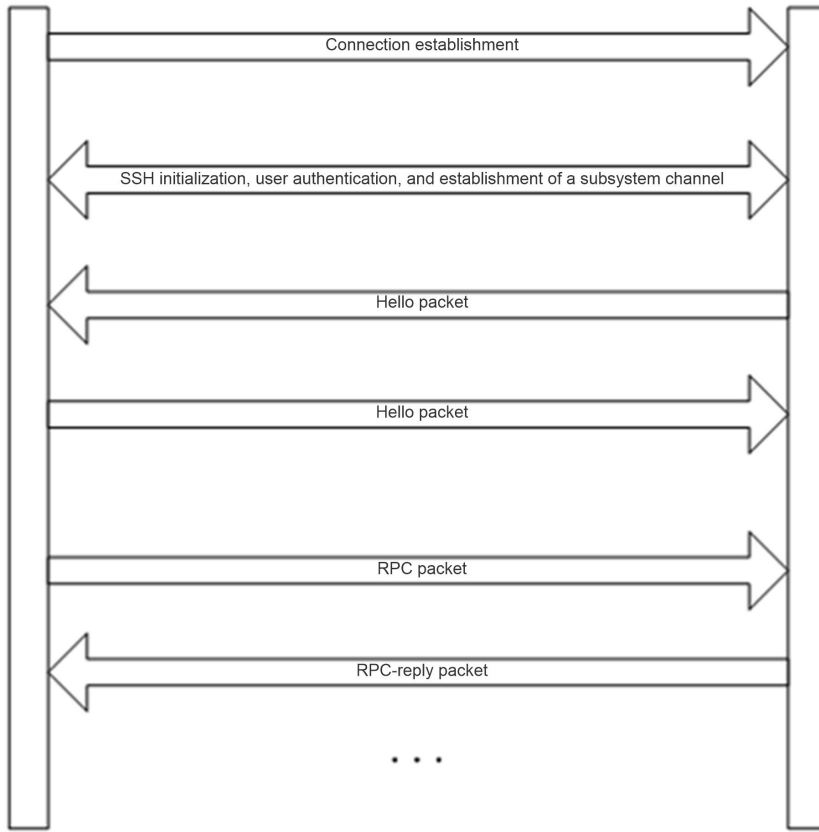 Connection establishment
SSH initialization, user authentication, and establishment of a subsystem channel
Hello packet
Hello packet
RPC packet
RPC-reply packet
...